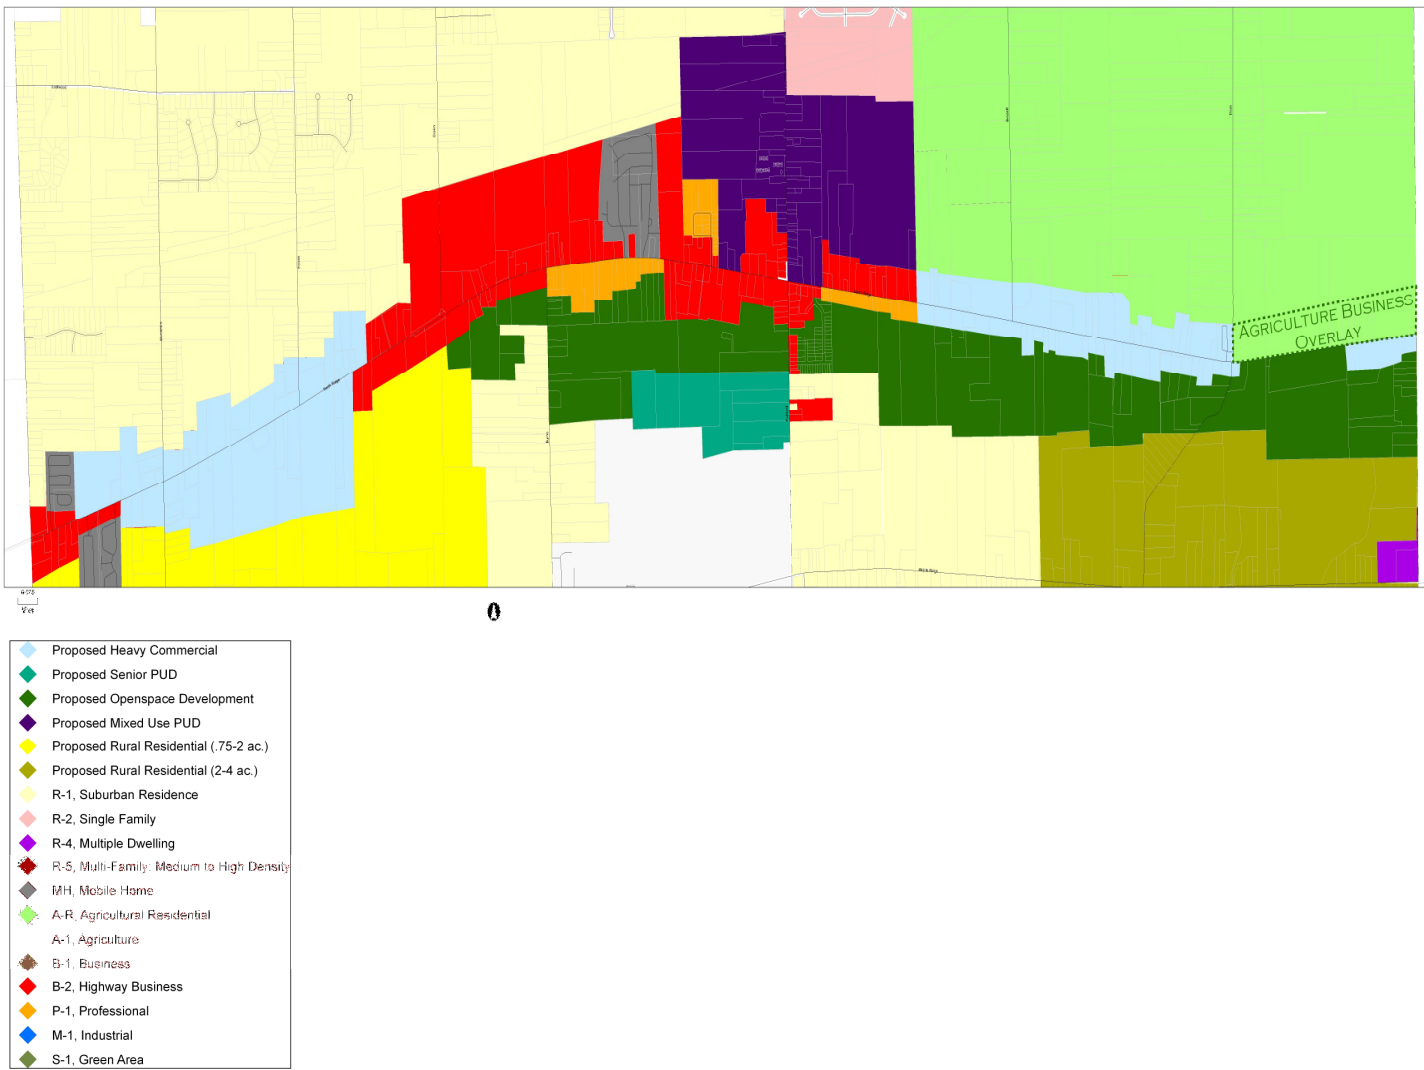 AGRICULTURE BUSINESS
OVERLAY
Proposed Heavy Commercial
Proposed Senior PUD
Proposed Openspace Development
Proposed Mixed Use PUD
Proposed Rural Residential (.75-2 ac.)
Proposed Rural Residential (2-4 ac.)
R-1, Suburban Residence
R-2, Single Family
R-4, Multiple Dwelling
R-5, Multi-Family: Medium to High Density
MH, Mobile Home
A-R, Agricultural Residential
A-1, Agriculture
B-1, Business
B-2, Highway Business
P-1, Professional
M-1, Industrial
S-1, Green Area